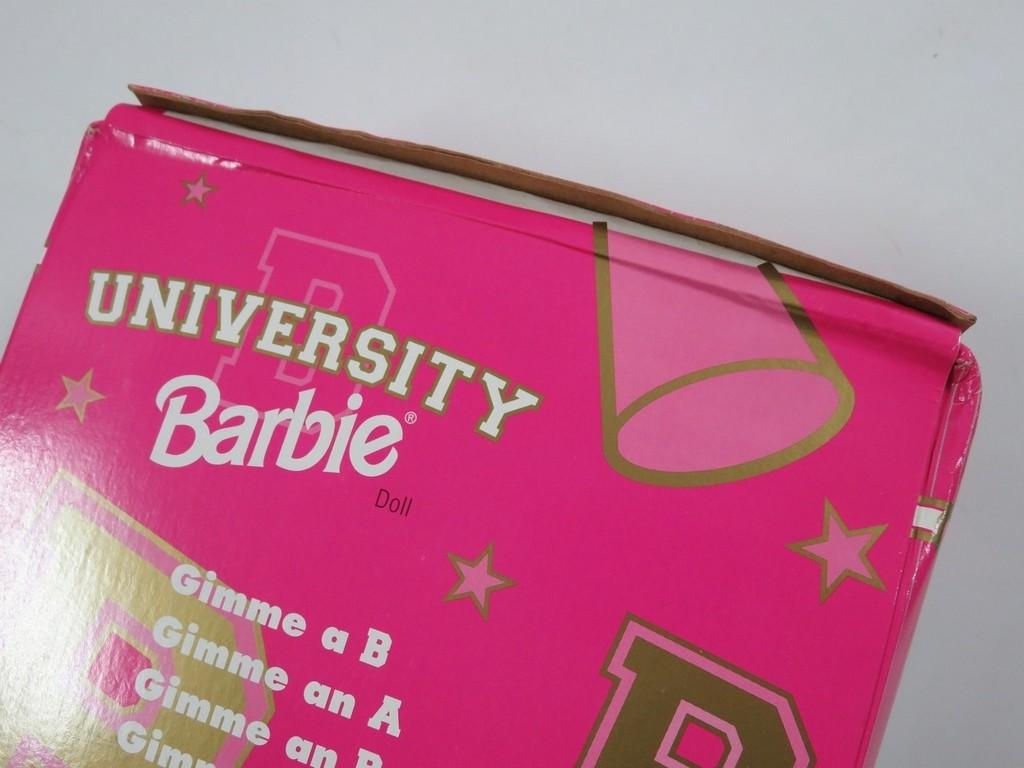 UNIVERSITY
Barbie®
Doll
Gimme a B
Gimme an A
Gimme an
B